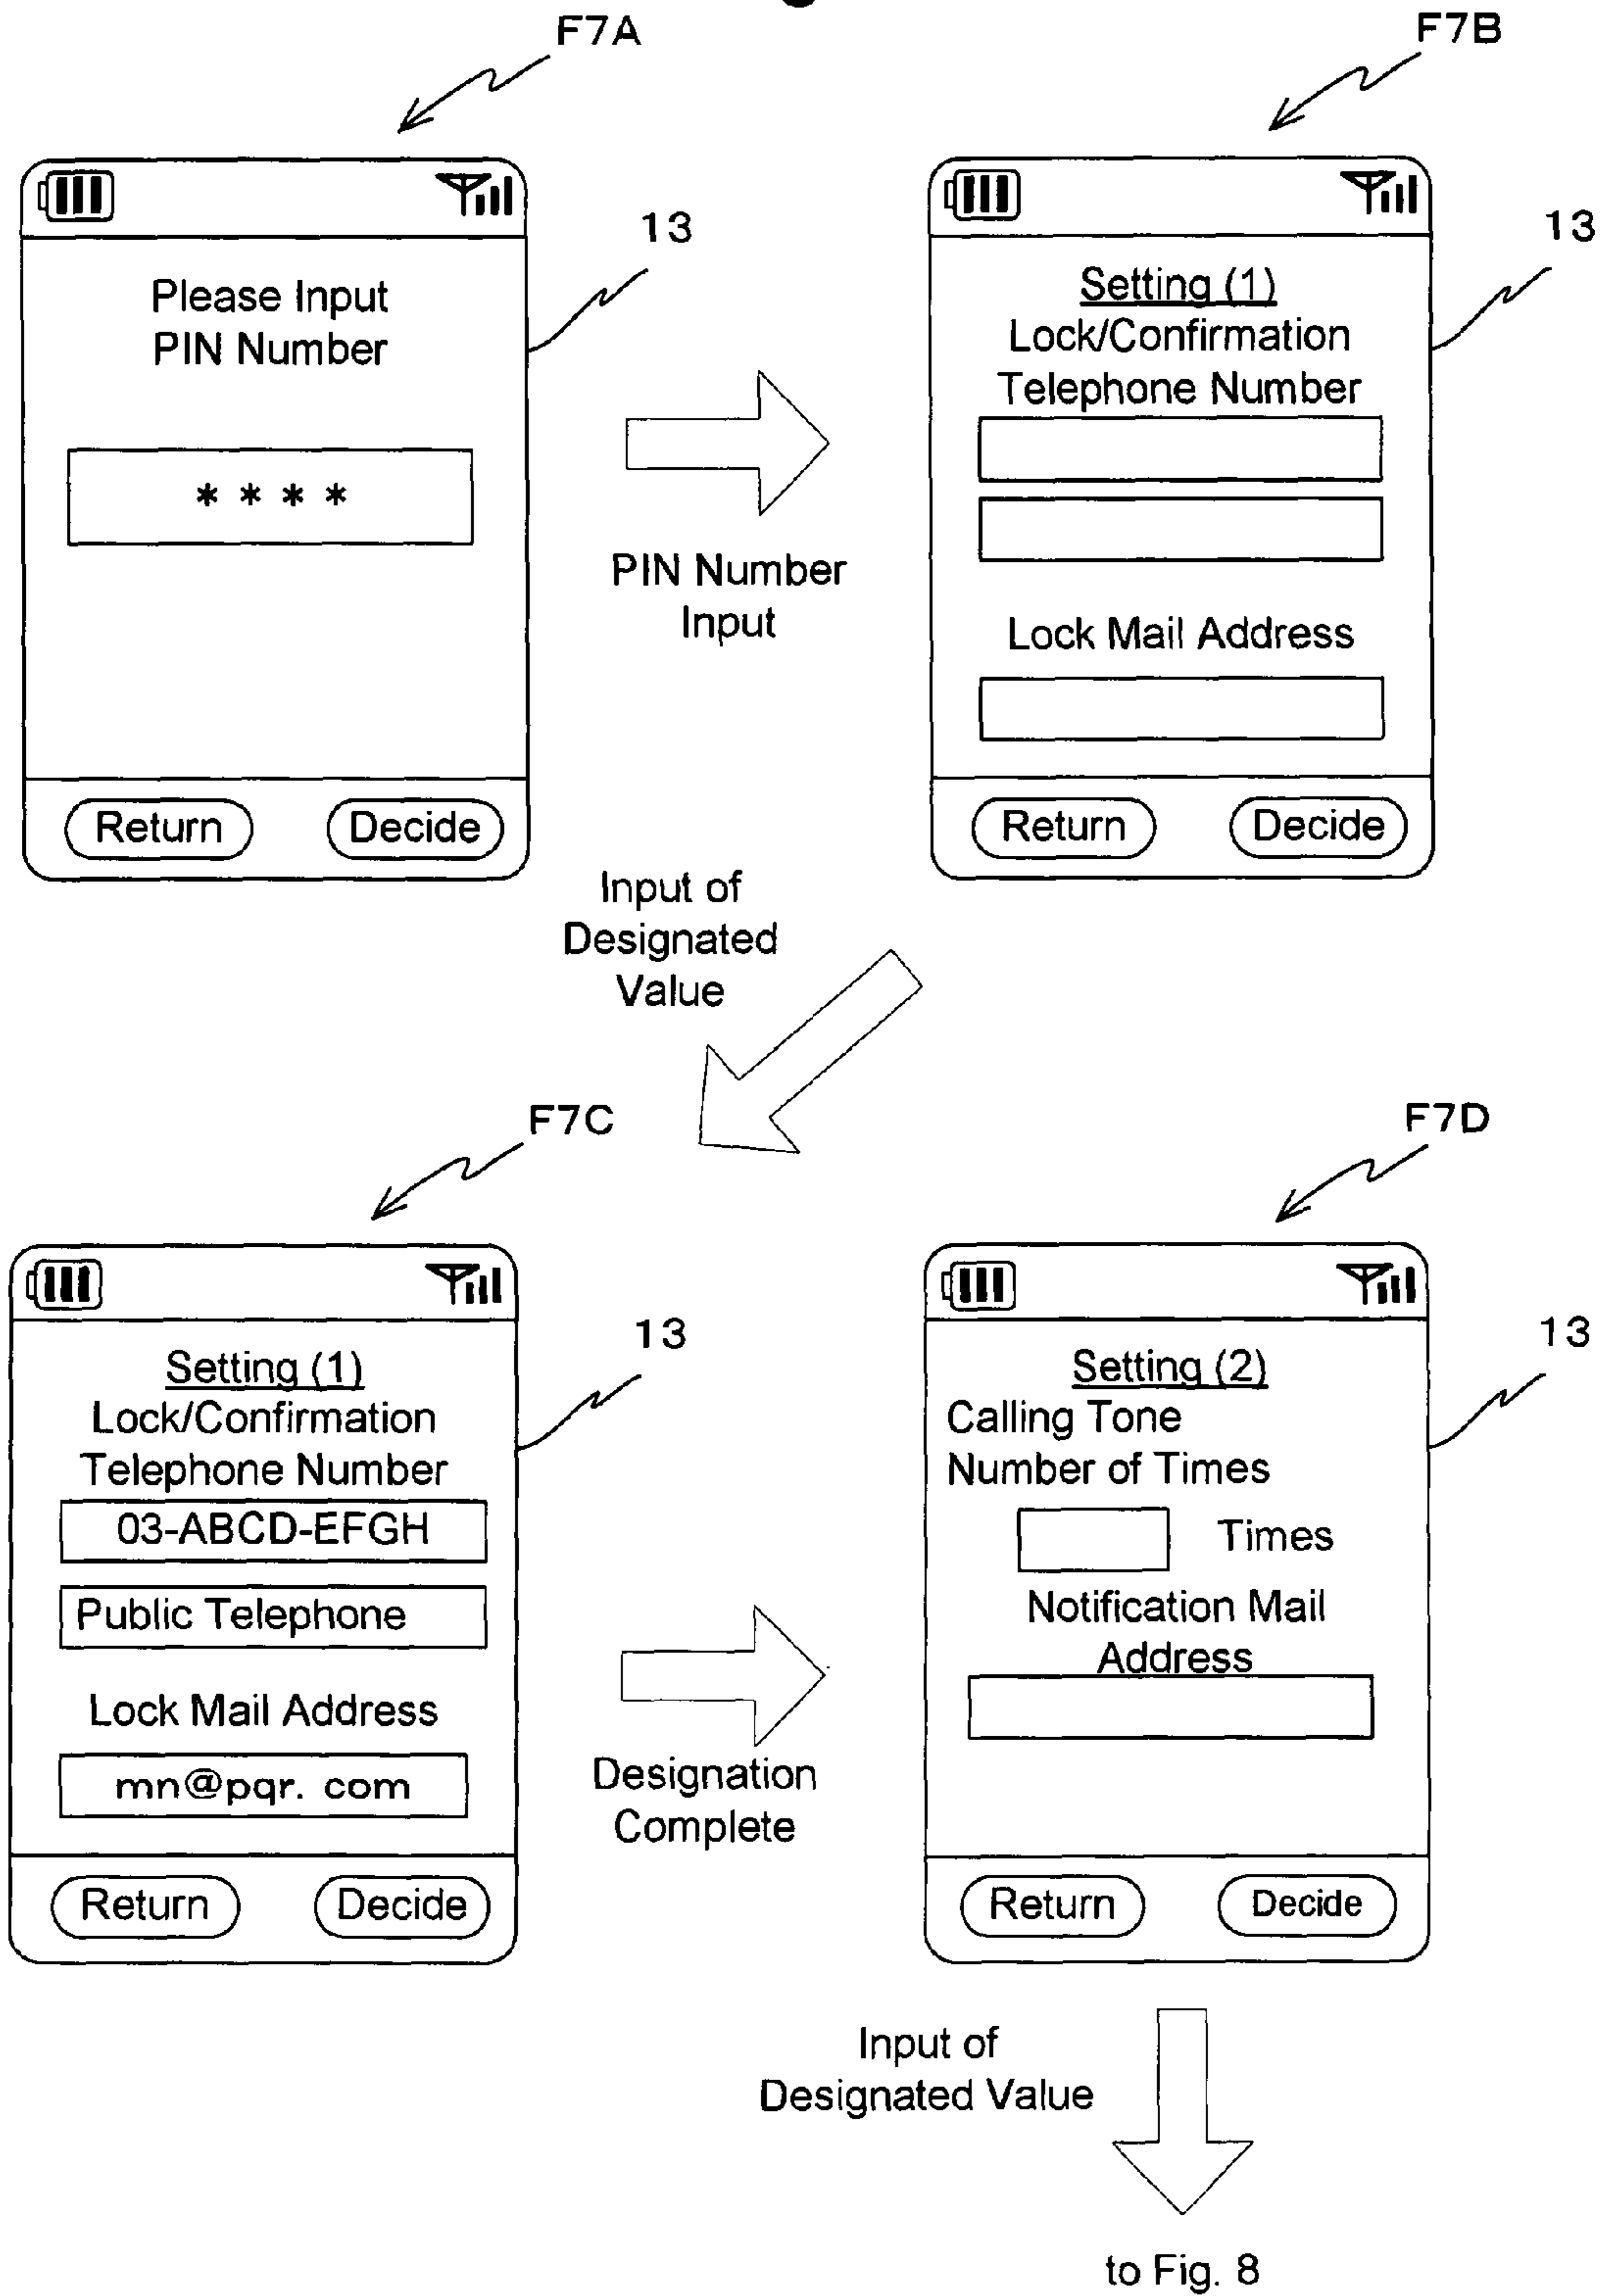 F7A
F7B
13
13
Please Input
PIN Number
* * * *
Return
Decide
PIN Number
Input
Setting (1)
Lock/Confirmation
Telephone Number
Lock Mail Address
Return
Decide
Input of
Designated
Value
F7C
F7D
13
13
Setting (1)
Lock/Confirmation
Telephone Number
03-ABCD-EFGH
Public Telephone
Lock Mail Address
mn@pqr. com
Return
Decide
Designation
Complete
Setting (2)
Calling Tone
Number of Times
Times
Notification Mail
Address
Return
Decide
Input of
Designated Value
to Fig. 8